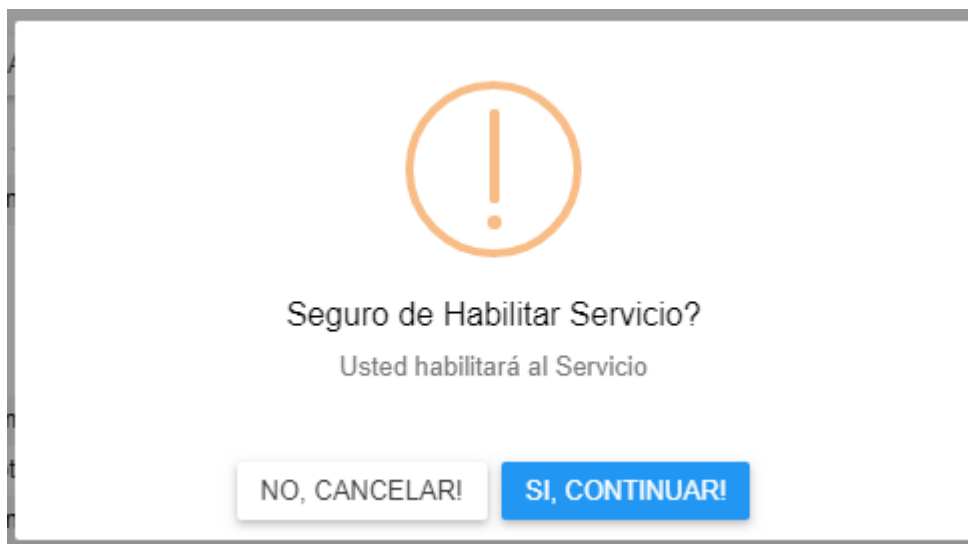 Seguro de Habilitar Servicio?
Usted habilitará al Servicio
NO, CANCELAR!
SI, CONTINUAR!